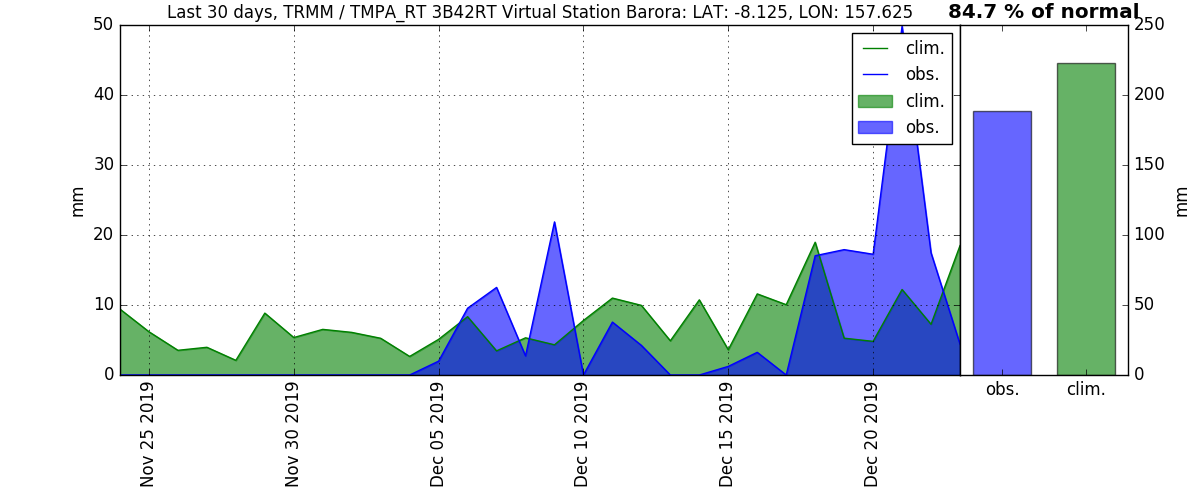 Last 30 days, TRMM / TMPA_RT 3B42RT Virtual Station Barora: LAT: -8.125, LON: 157.625
84.7 % of normal
50
40
30
20
10
0
mm
clim.
obs.
clim.
obs.
250
200
150
100
50
0
mm
Nov 25 2019
Nov 30 2019
Dec 05 2019
Dec 10 2019
Dec 15 2019
Dec 20 2019
obs.
clim.